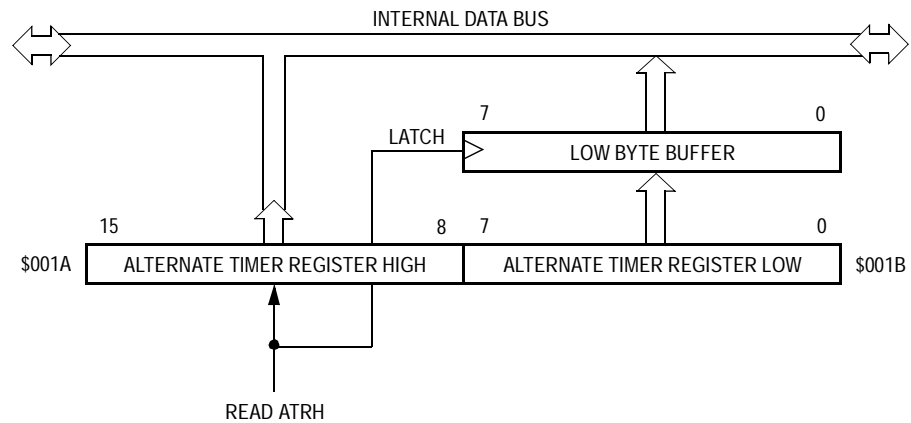 INTERNAL DATA BUS
7 0
LATCH
LOW BYTE BUFFER
15 8 7 0
$001A ALTERNATE TIMER REGISTER HIGH ALTERNATE TIMER REGISTER LOW $001B
READ ATRH